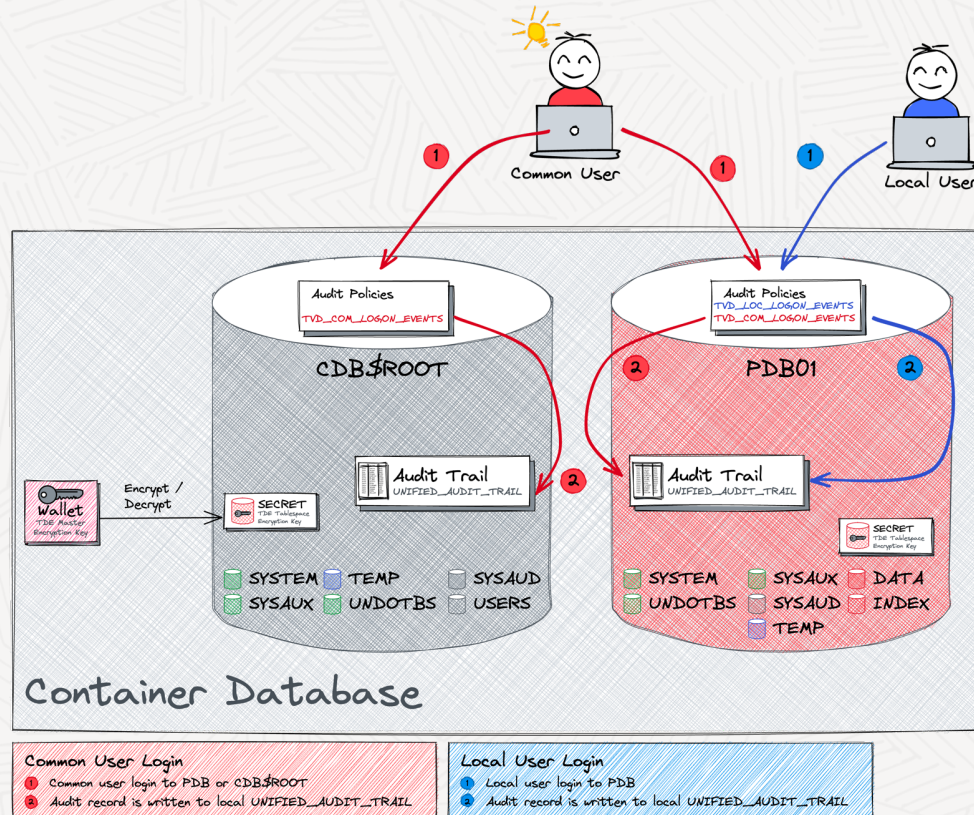 1
1
1
Common User
Local User
Audit Policies
TVD_COM_LOGON_EVENTS
Audit Policies
TVD_LOC_LOGON_EVENTS
TVD_COM_LOGON_EVENTS
CDB$ROOT
2
PDB01
2
Audit Trail
UNIFIED_AUDIT_TRAIL
2
Audit Trail
UNIFIED_AUDIT_TRAIL
Wallet
TDE Master
Encryption Key
Encrypt /
Decrypt
SECRET
TDE Tablespace
Encryption Key
SECRET
TDE Tablespace
Encryption Key
SYSTEM TEMP SYSAUD
SYSAUX UNDOTBS USERS
SYSTEM SYSAUX DATA
UNDOTBS SYSAUD INDEX
TEMP
Container Database
Common User Login
1 Common user login to PDB or CDB$ROOT
2 Audit record is written to local UNIFIED_AUDIT_TRAIL
Local User Login
1 Local user login to PDB
2 Audit record is written to local UNIFIED_AUDIT_TRAIL